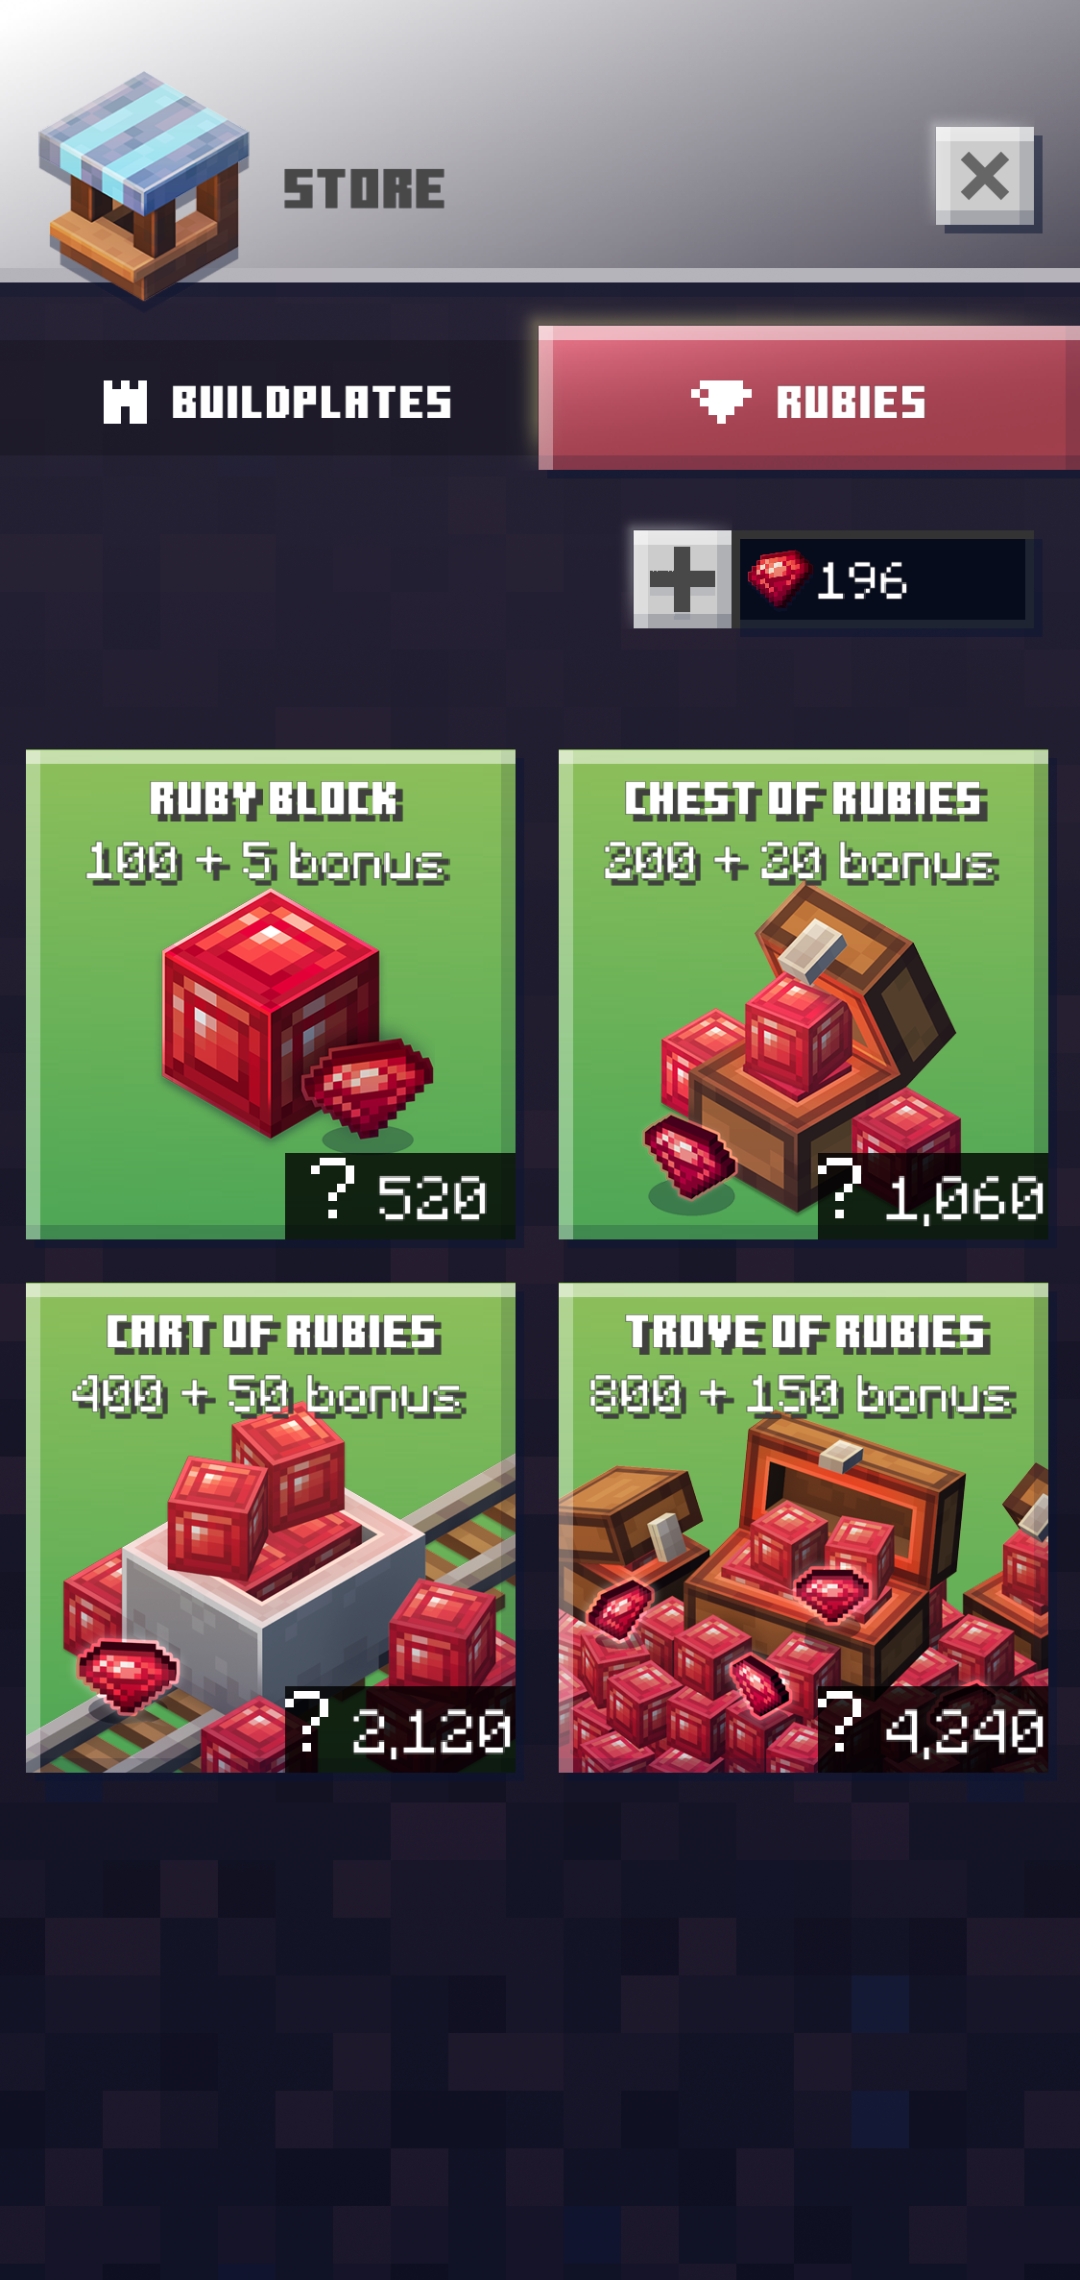 STORE
BUILDPLATES
RUBIES
196
RUBY BLOCK
100 + 5 bonus
? 520
CHEST OF RUBIES
200 + 20 bonus
? 1,060
CART OF RUBIES
400 + 50 bonus
? 2,120
TROVE OF RUBIES
800 + 150 bonus
? 4,240